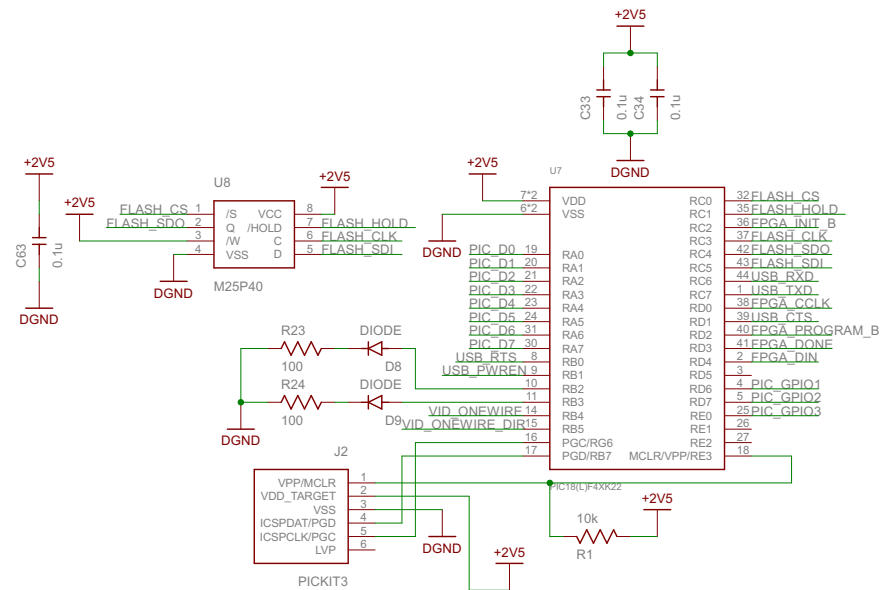 +2V5
C33
0.1u
C34
0.1u
DGND
+2V5
C63
0.1u
DGND
+2V5
U8
+2V5
FLASH_CS 1 /S VCC 8
FLASH_SDO 2 Q /HOLD 7 FLASH_HOLD
3 /W C 6 FLASH_CLK
4 VSS D 5 FLASH_SDI
DGND
M25P40
+2V5
U7
DGND
7*2 VDD RC0 32 FLASH_CS
6*2 VSS RC1 35 FLASH_HOLD
RC2 36 FPGA_INIT_B
RC3 37 FLASH_CLK
PIC_D0 19 RA0 RC4 42 FLASH_SDO
PIC_D1 20 RA1 RC5 43 FLASH_SDI
PIC_D2 21 RA2 RC6 44 USB_RXD
PIC_D3 22 RA3 RC7 1 USB_TXD
PIC_D4 23 RA4 RD0 38 FPGA_CCLK
PIC_D5 24 RA5 RD1 39 USB_CTS
PIC_D6 31 RA6 RD2 40 FPGA_PROGRAM_B
PIC_D7 30 RA7 RD3 41 FPGA_DONE
USB_RTS 8 RB0 RD4 2 FPGA_DIN
USB_PWREN 9 RB1 RD5 3
10 RB2 RD6 4 PIC_GPIO1
11 RB3 RD7 5 PIC_GPIO2
VID_ONEWIRE 14 RB4 RE0 25 PIC_GPIO3
VID_ONEWIRE_DIR 15 RB5 RE1 26
16 PGC/RG6 RE2 27
17 PGD/RB7 MCLR/VPP/RE3 18
PIC18(L)F4XK22
R23 DIODE
100 D8
R24 DIODE
100 D9
DGND
J2
VPP/MCLR 1
VDD_TARGET 2
VSS 3
ICSPDAT/PGD 4
ICSPCLK/PGC 5
LVP 6
PICKIT3
DGND
+2V5
10k
R1
+2V5